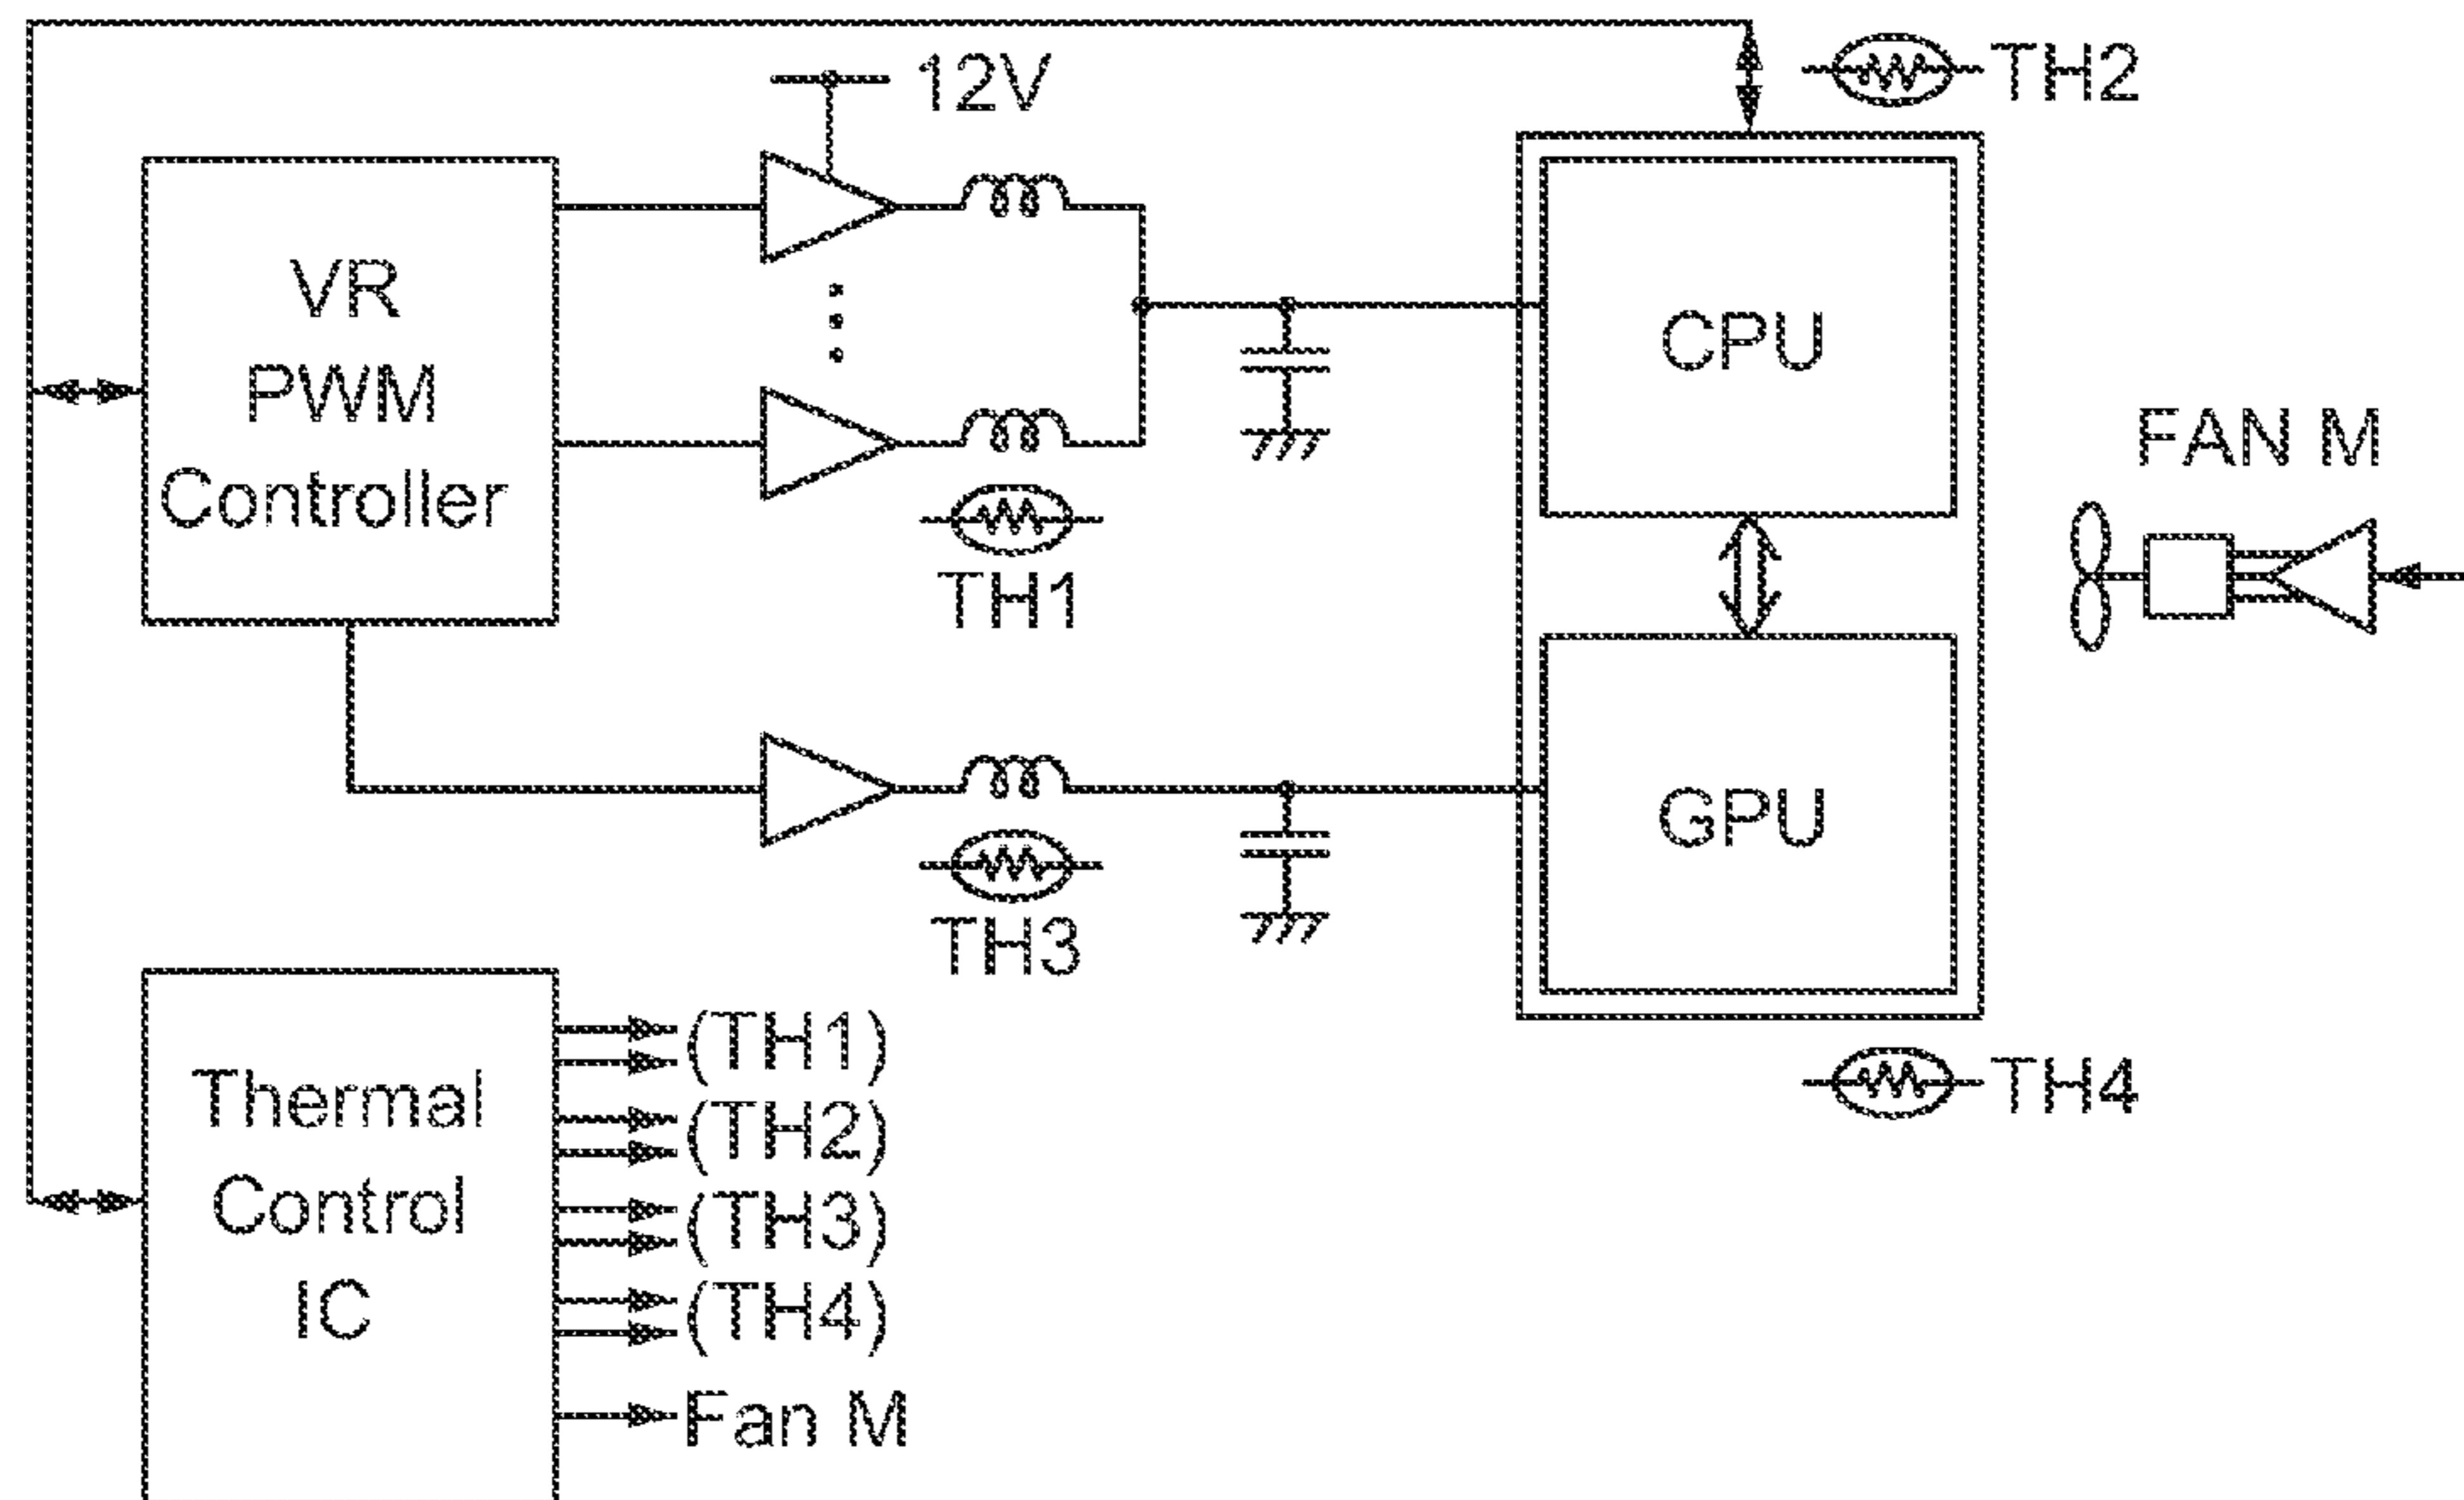 12V
TH2
VR
PWM
Controller
CPU
FAN M
TH1
GPU
TH3
Thermal
Control
IC
(TH1)
(TH2)
(TH3)
(TH4)
Fan M
TH4